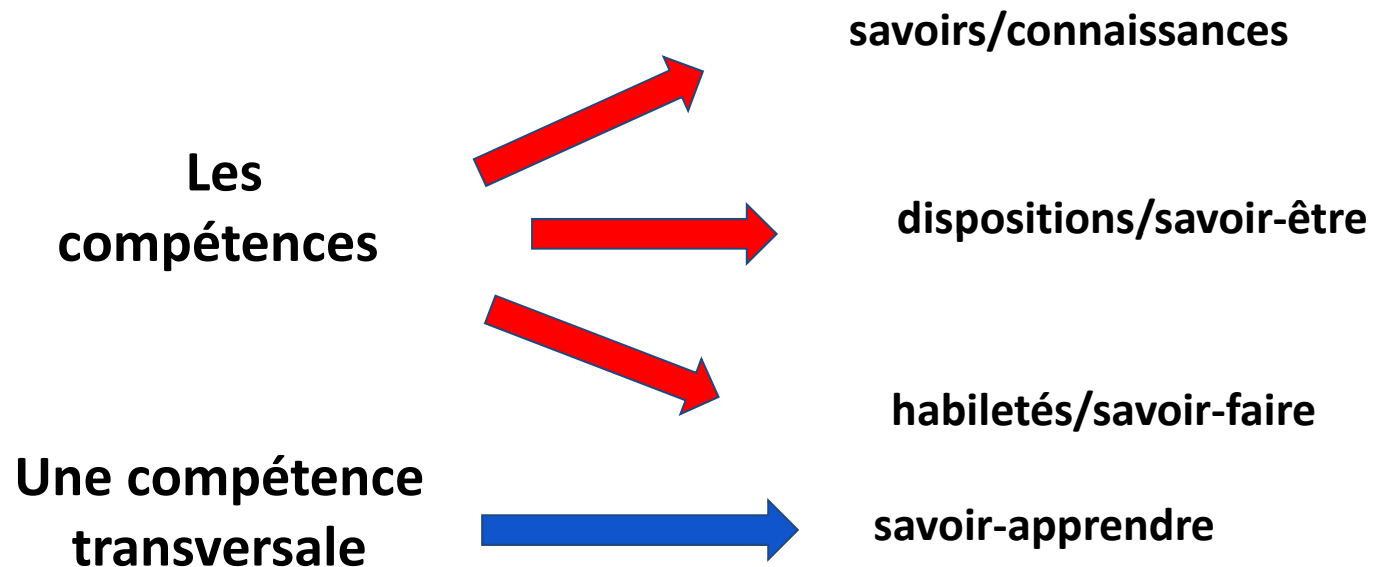 savoirs/connaissances
Les
compétences
dispositions/savoir-être
habiletés/savoir-faire
Une compétence
transversale
savoir-apprendre